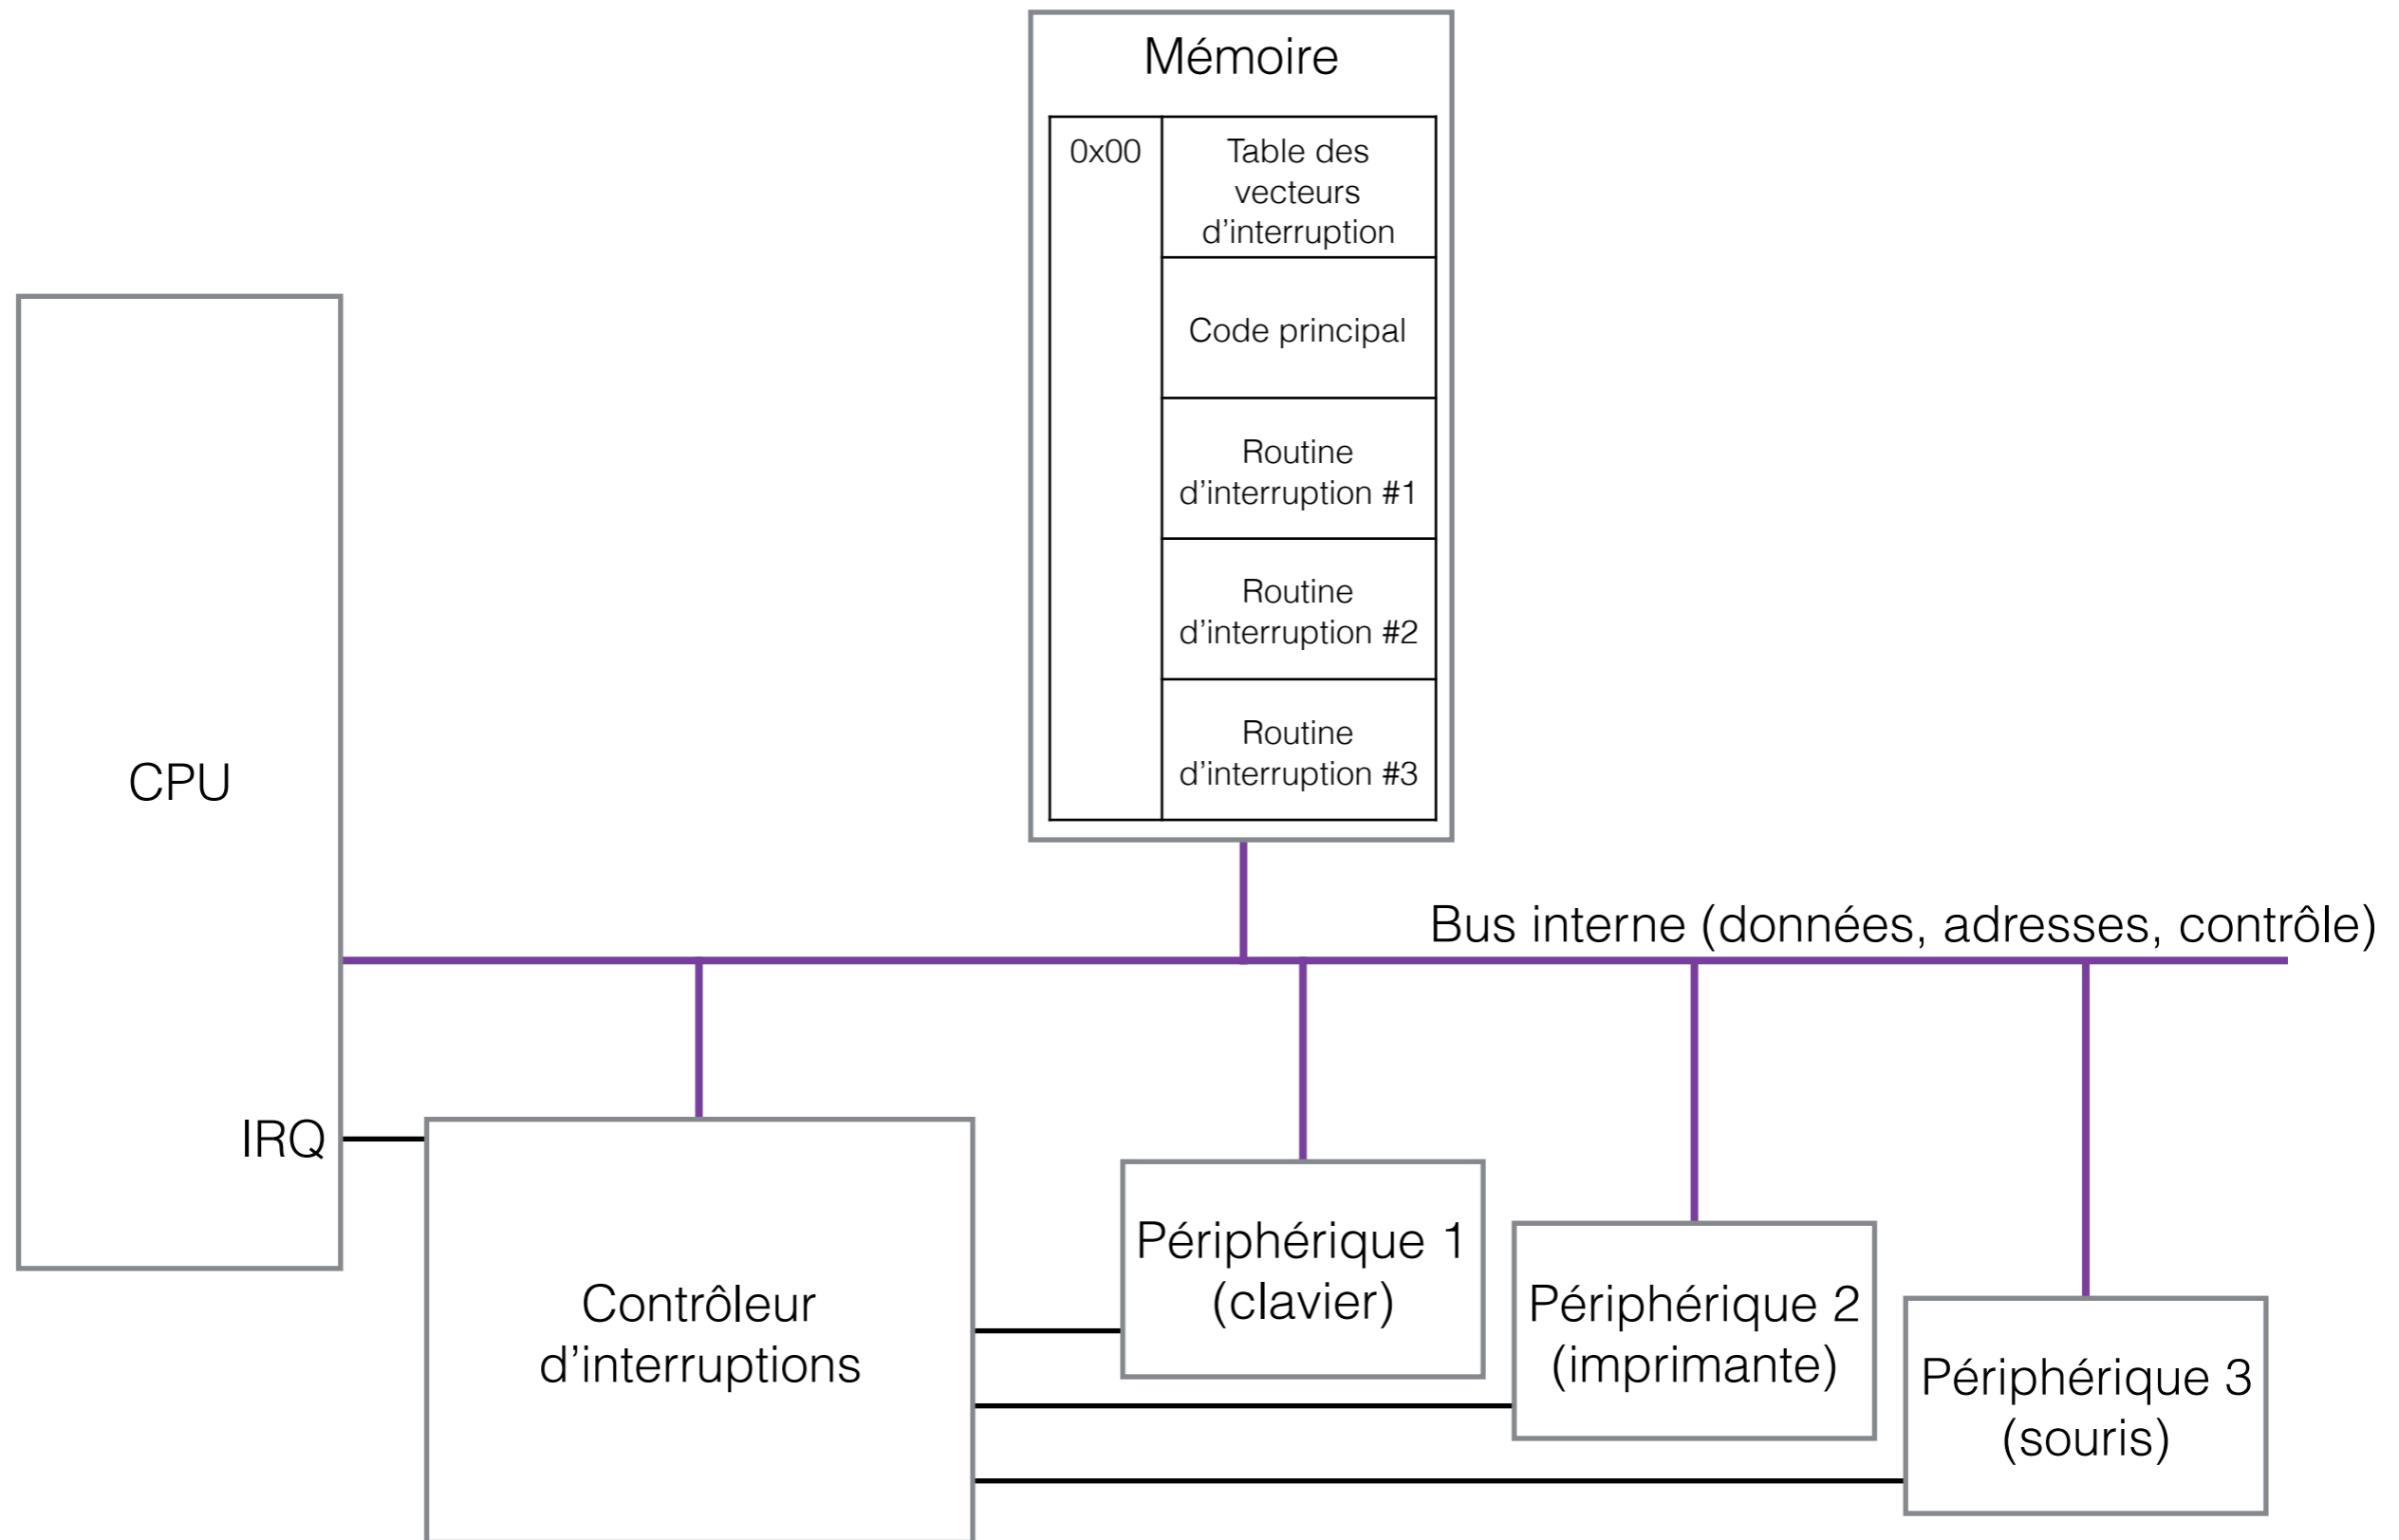 Mémoire
0x00
Table des
vecteurs
d’interruption
Code principal
Routine
d’interruption #1
Routine
d’interruption #2
Routine
d’interruption #3
CPU
Bus interne (données, adresses, contrôle)
IRQ
Contrôleur
d’interruptions
Périphérique 1
(clavier)
Périphérique 2
(imprimante)
Périphérique 3
(souris)